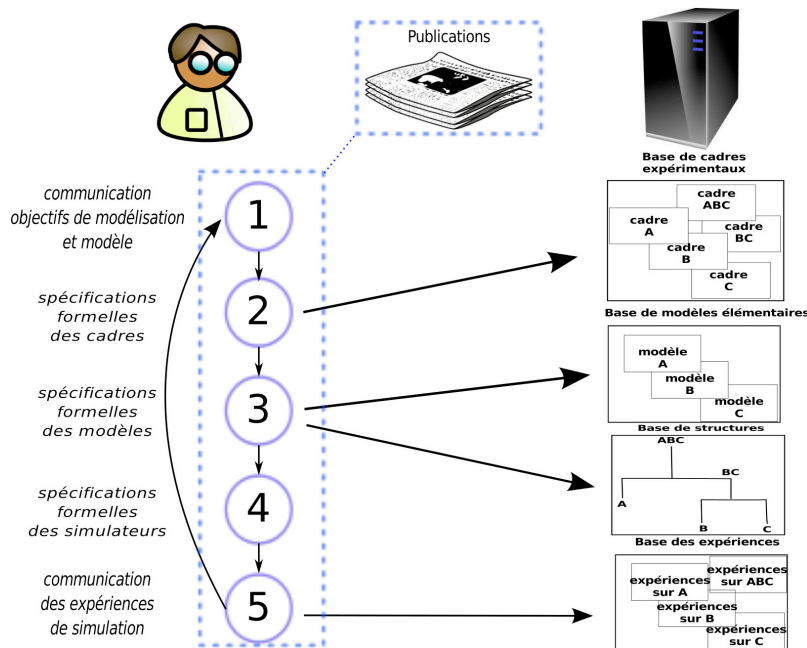 Publications
communication
objectifs de modélisation
et modèle
1
spécifications
formelles
des cadres
2
spécifications
formelles
des modèles
3
spécifications
formelles
des simulateurs
4
communication
des expériences
de simulation
5
Base de cadres
expérimentaux
cadre
ABC
cadre
A
cadre
BC
cadre
B
cadre
C
Base de modèles élémentaires
modèle
A
modèle
B
modèle
C
Base de structures
ABC
BC
A
B
C
Base des expériences
expériences
sur A
expériences
sur ABC
expériences
sur B
expériences
sur C